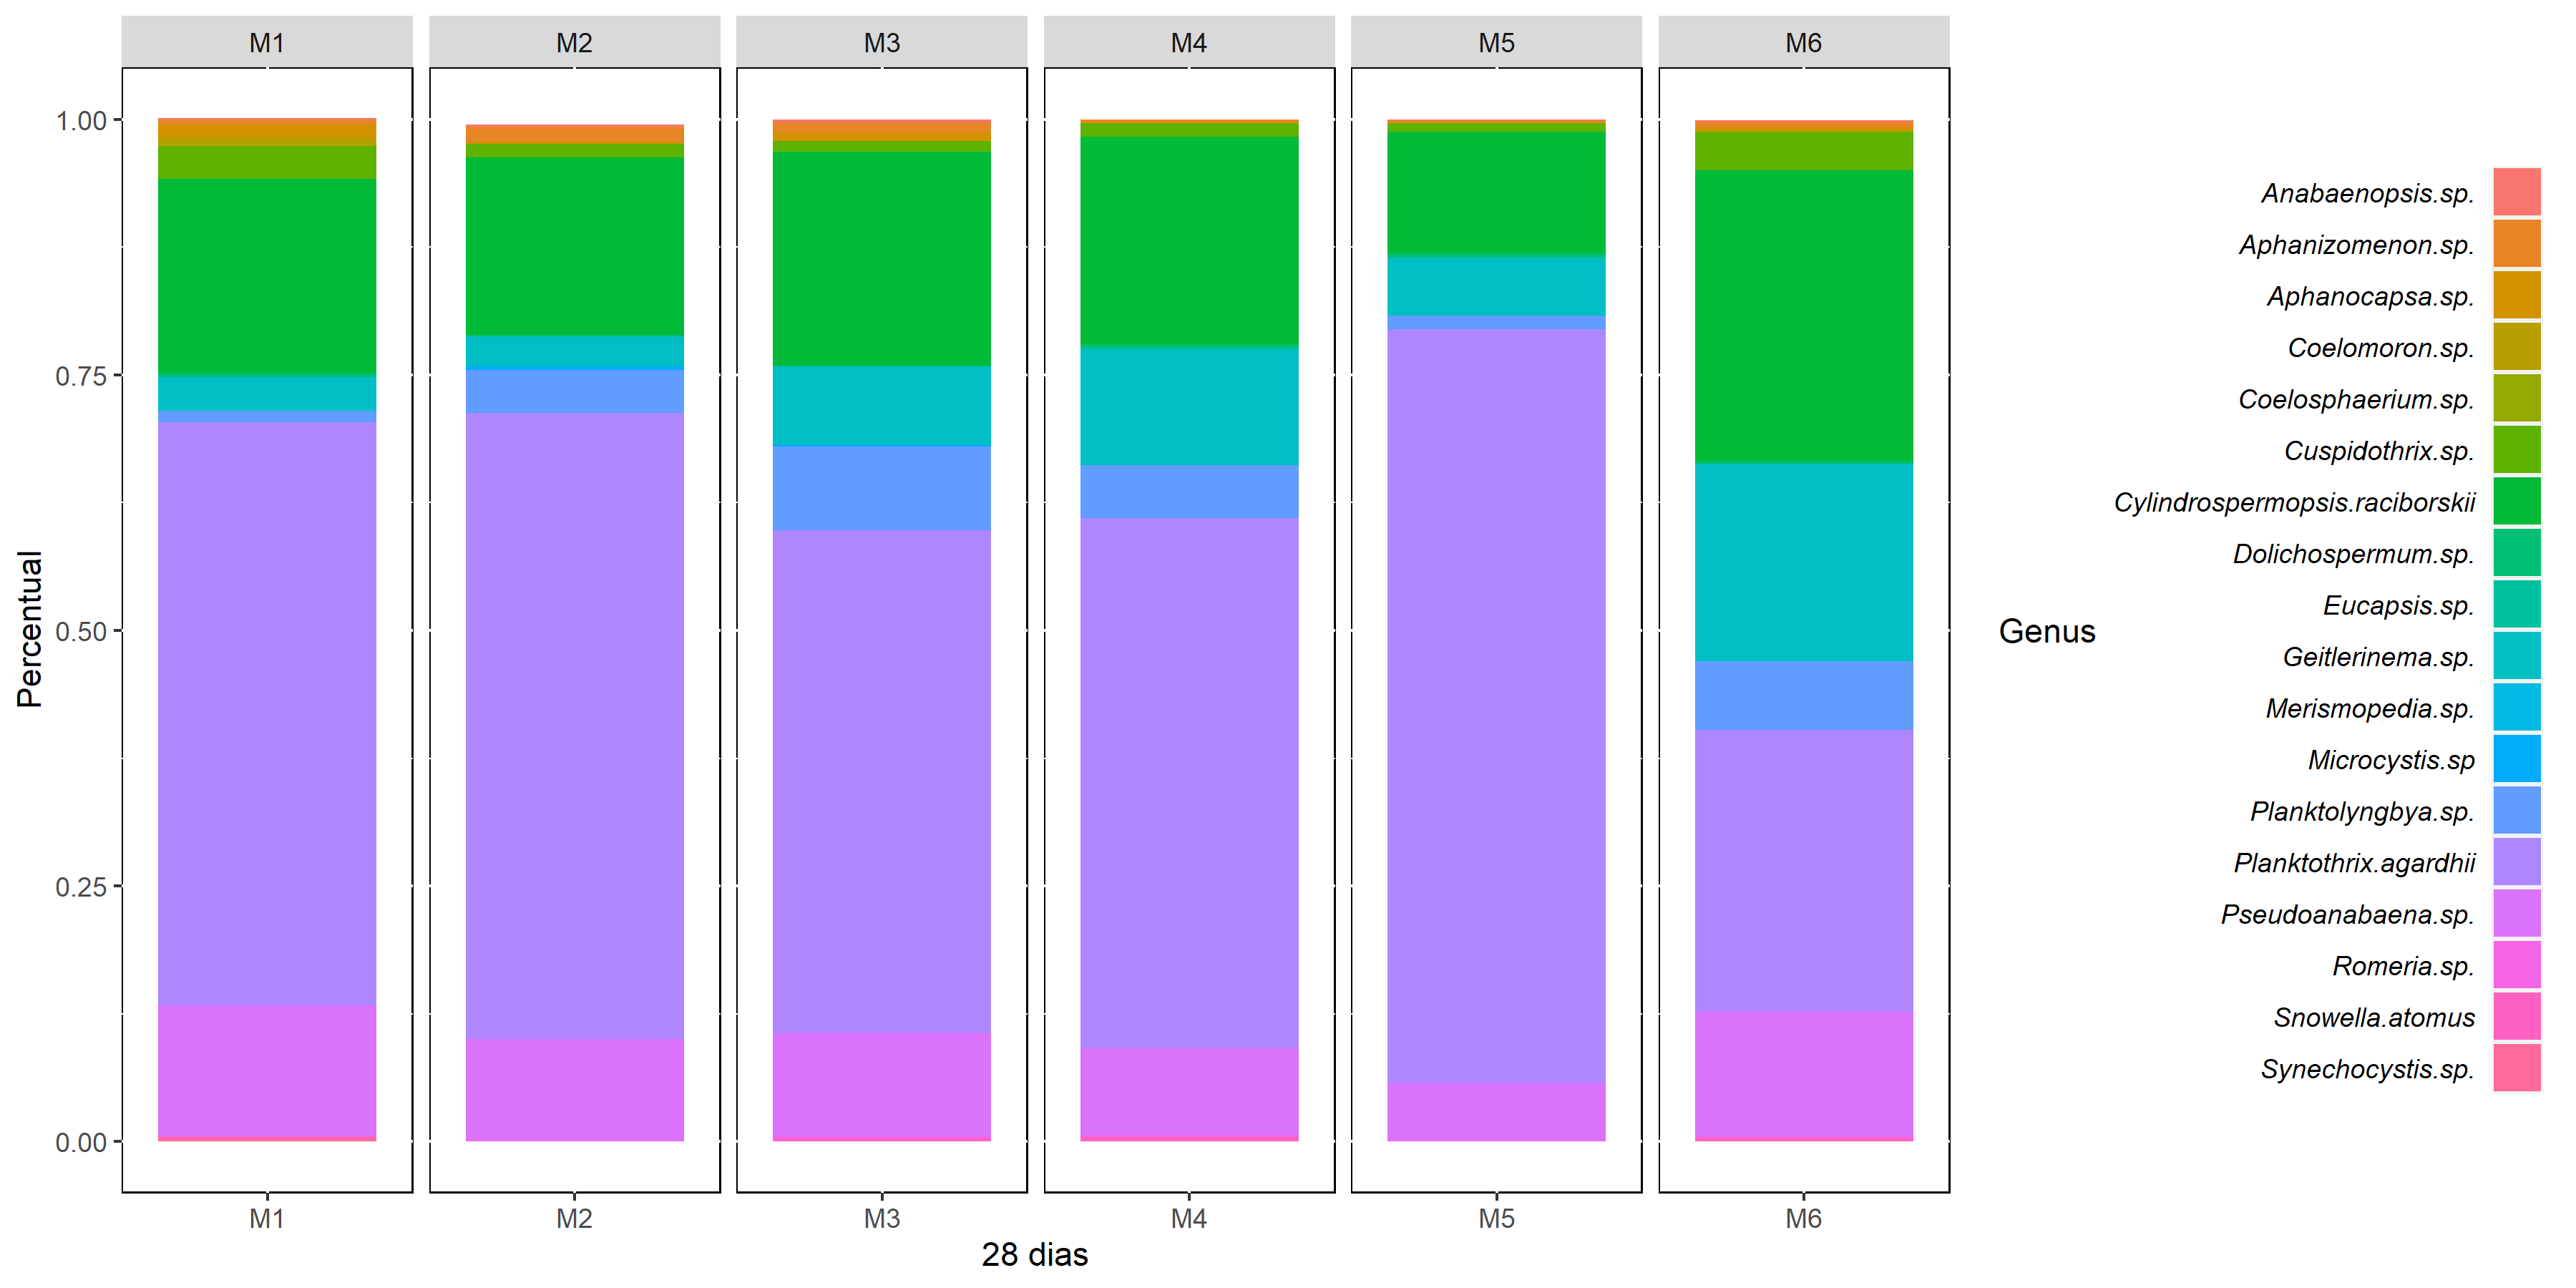 M1 M2 M3 M4 M5 M6
1.00
0.75
0.50
0.25
0.00
Percentual
M1 M2 M3 M4 M5 M6
28 dias
Genus
Anabaenopsis.sp.
Aphanizomenon.sp.
Aphanocapsa.sp.
Coelomoron.sp.
Coelosphaerium.sp.
Cuspidothrix.sp.
Cylindrospermopsis.raciborskii
Dolichospermum.sp.
Eucapsis.sp.
Geitlerinema.sp.
Merismopedia.sp.
Microcystis.sp
Planktolyngbya.sp.
Planktothrix.agardhii
Pseudoanabaena.sp.
Romeria.sp.
Snowella.atomus
Synechocystis.sp.